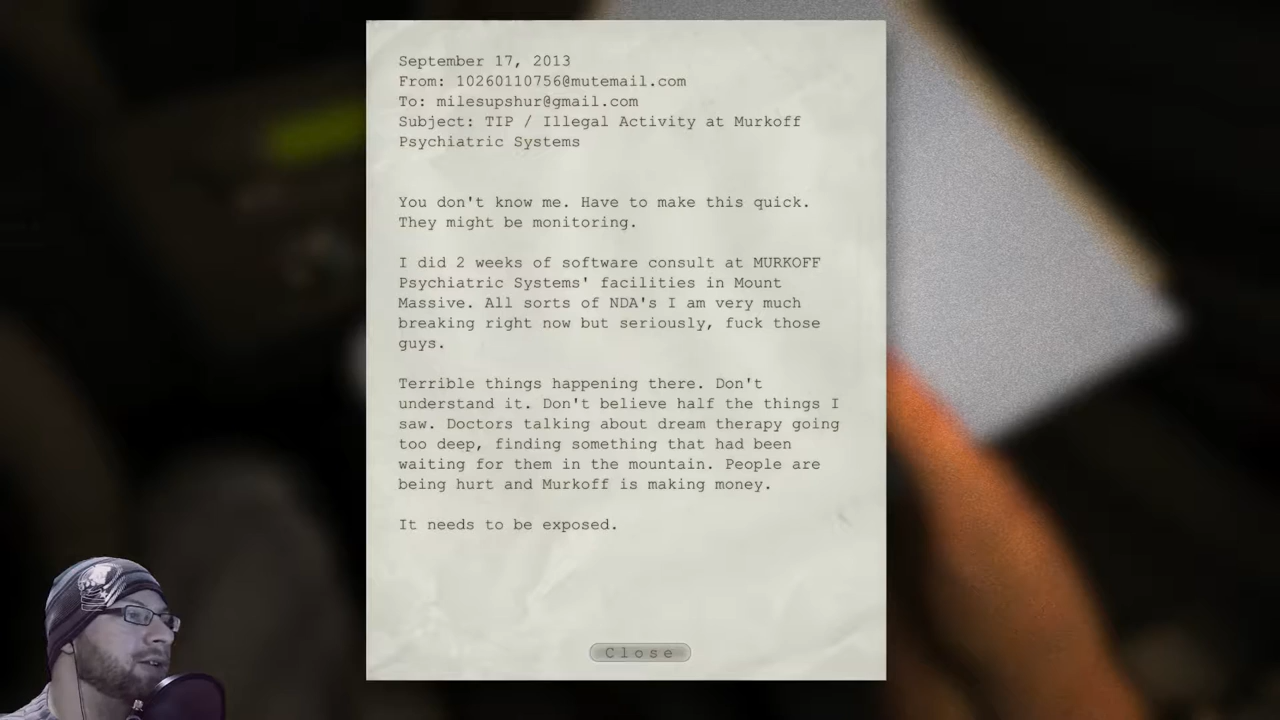 September 17, 2013
From: 10260110756@mutemail.com
To: milesupshur@gmail.com
Subject: TIP / Illegal Activity at Murkoff
Psychiatric Systems
You don't know me. Have to make this quick.
They might be monitoring.
I did 2 weeks of software consult at MURKOFF
Psychiatric Systems' facilities in Mount
Massive. All sorts of NDA's I am very much
breaking right now but seriously, fuck those
guys.
Terrible things happening there. Don't
understand it. Don't believe half the things I
saw. Doctors talking about dream therapy going
too deep, finding something that had been
waiting for them in the mountain. People are
being hurt and Murkoff is making money.
It needs to be exposed.
Close